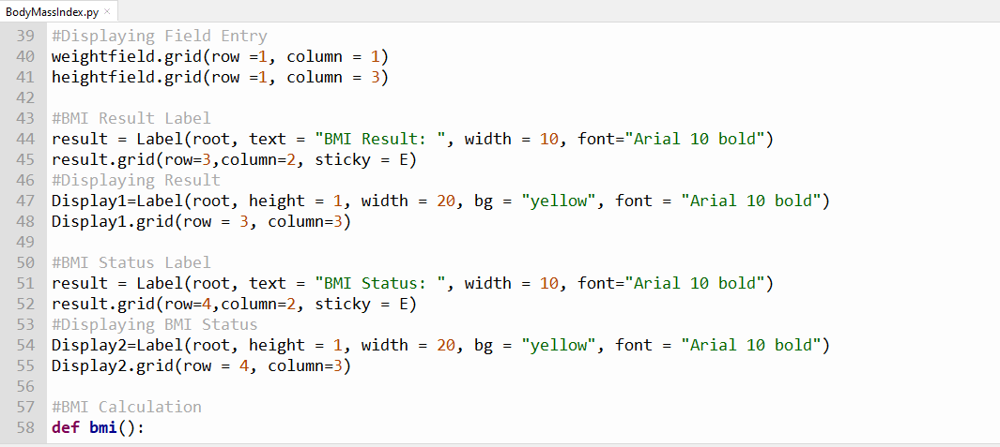 BodyMassIndex.py ×
39 #Displaying Field Entry
40 weightfield.grid(row =1, column = 1)
41 heightfield.grid(row =1, column = 3)
42
43 #BMI Result Label
44 result = Label(root, text = "BMI Result: ", width = 10, font="Arial 10 bold")
45 result.grid(row=3,column=2, sticky = E)
46 #Displaying Result
47 Display1=Label(root, height = 1, width = 20, bg = "yellow", font = "Arial 10 bold")
48 Display1.grid(row = 3, column=3)
49
50 #BMI Status Label
51 result = Label(root, text = "BMI Status: ", width = 10, font="Arial 10 bold")
52 result.grid(row=4,column=2, sticky = E)
53 #Displaying BMI Status
54 Display2=Label(root, height = 1, width = 20, bg = "yellow", font = "Arial 10 bold")
55 Display2.grid(row = 4, column=3)
56
57 #BMI Calculation
58 def bmi():